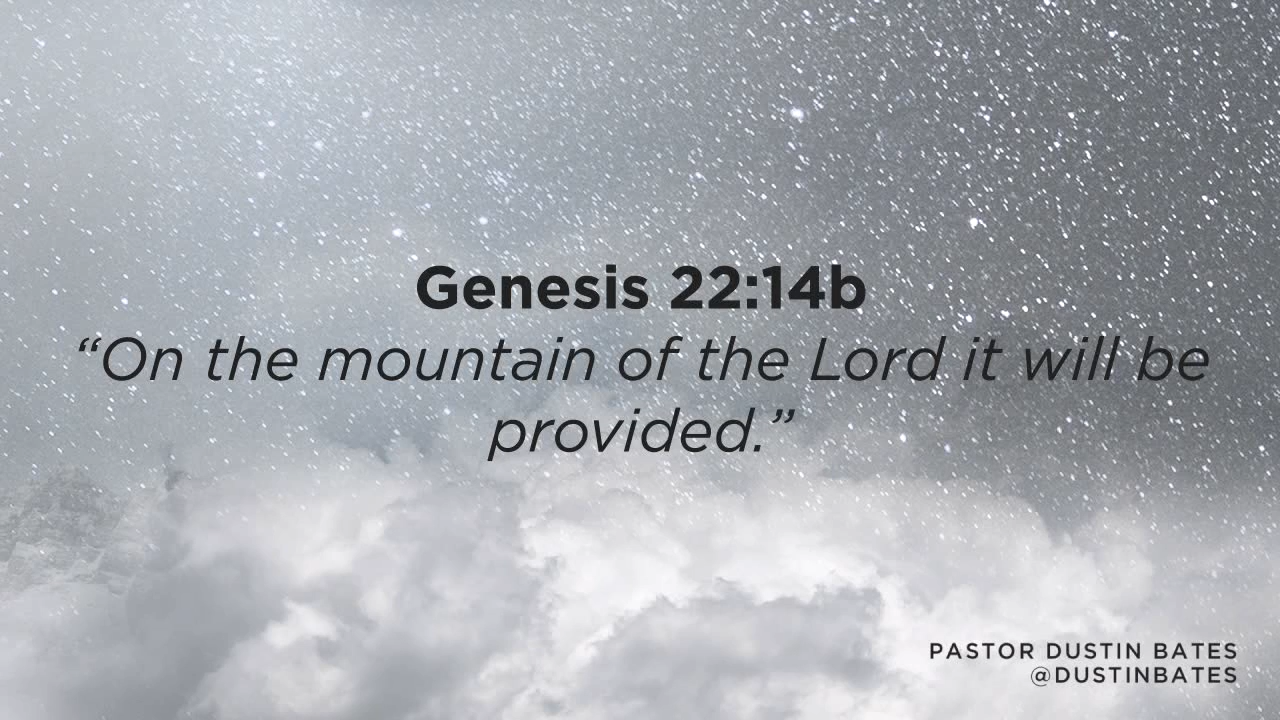 Genesis 22:14b
“On the mountain of the Lord it will be
provided.”
PASTOR DUSTIN BATES
@DUSTINBATES